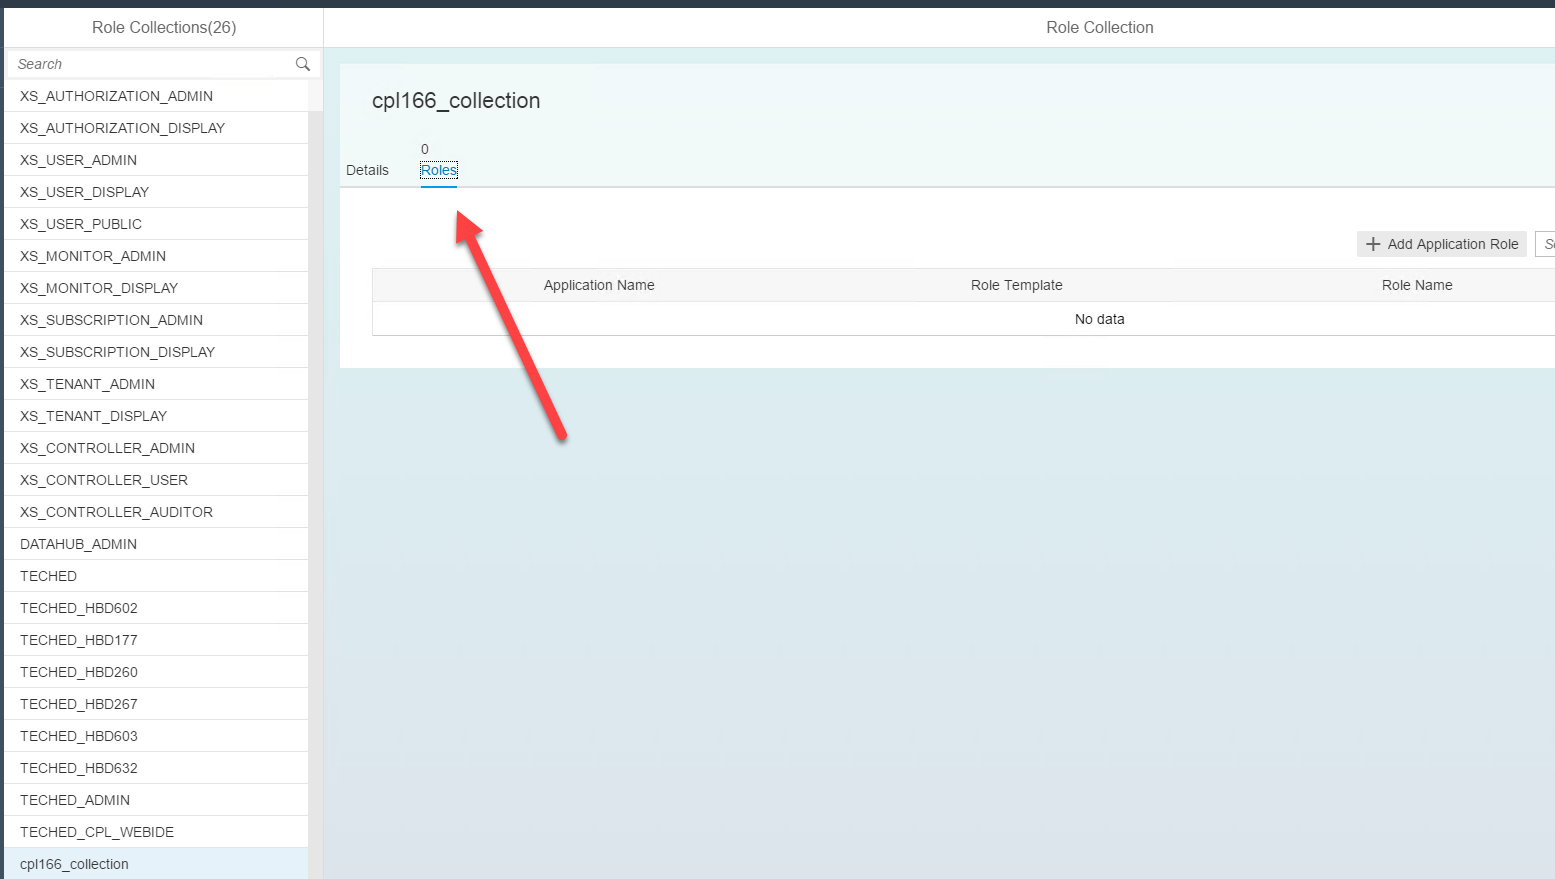 Role Collections(26)
Role Collection
Search
XS_AUTHORIZATION_ADMIN
XS_AUTHORIZATION_DISPLAY
XS_USER_ADMIN
XS_USER_DISPLAY
XS_USER_PUBLIC
XS_MONITOR_ADMIN
XS_MONITOR_DISPLAY
XS_SUBSCRIPTION_ADMIN
XS_SUBSCRIPTION_DISPLAY
XS_TENANT_ADMIN
XS_TENANT_DISPLAY
XS_CONTROLLER_ADMIN
XS_CONTROLLER_USER
XS_CONTROLLER_AUDITOR
DATAHUB_ADMIN
TECHED
TECHED_HBD602
TECHED_HBD177
TECHED_HBD260
TECHED_HBD267
TECHED_HBD603
TECHED_HBD632
TECHED_ADMIN
TECHED_CPL_WEBIDE
cpl166_collection
cpl166_collection
0
Details Roles
Add Application Role
Application Name Role Template Role Name
No data